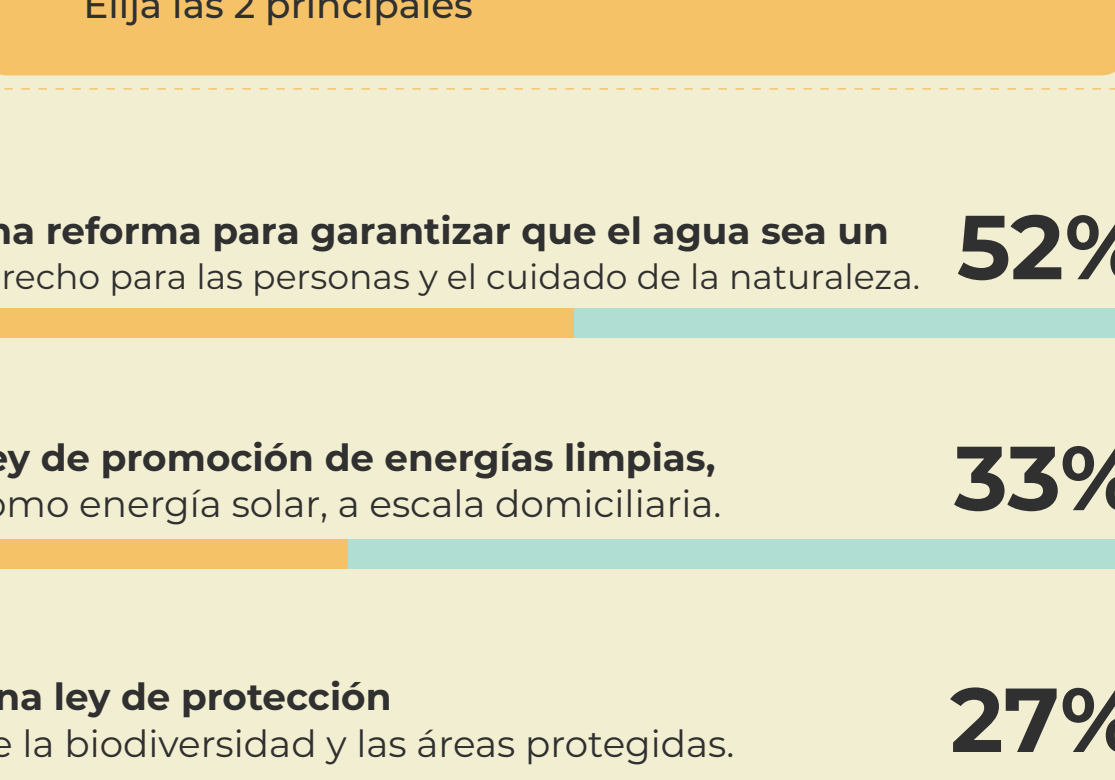 Elija las 2 principales
na reforma para garantizar que el agua sea un 52%
recho para las personas y el cuidado de la naturaleza.
ey de promoción de energías limpias, 33%
omo energía solar, a escala domiciliaria.
na ley de protección 27%
e la biodiversidad y las áreas protegidas.